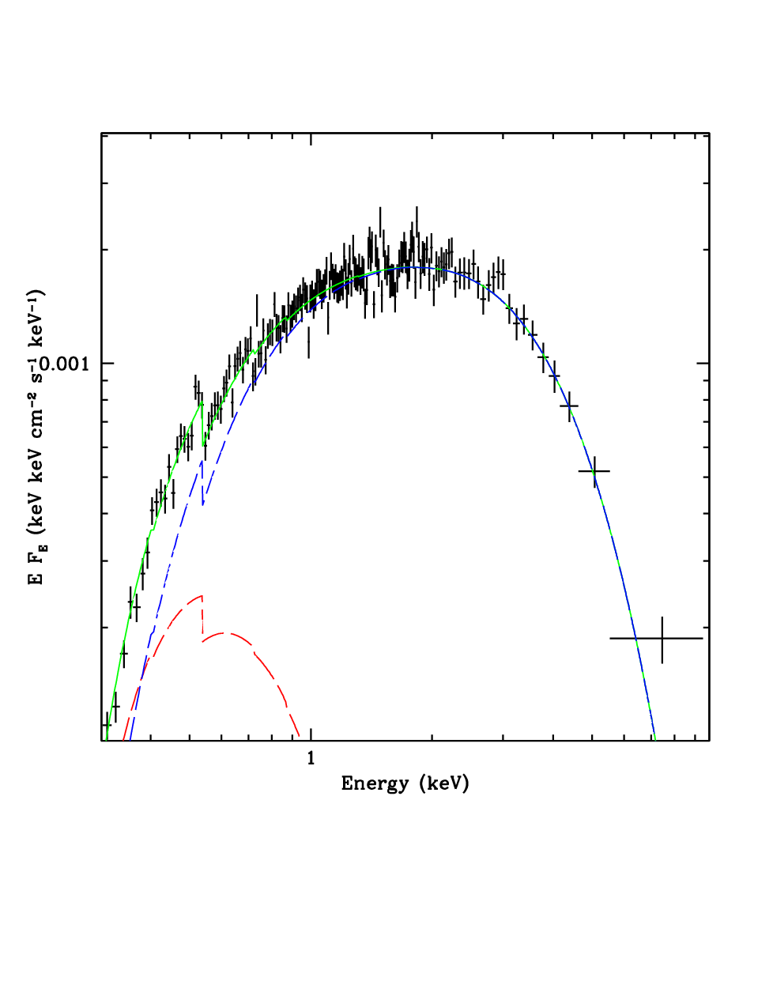 E F_E (keV keV cm⁻² s⁻¹ keV⁻¹)
0.001
1
Energy (keV)